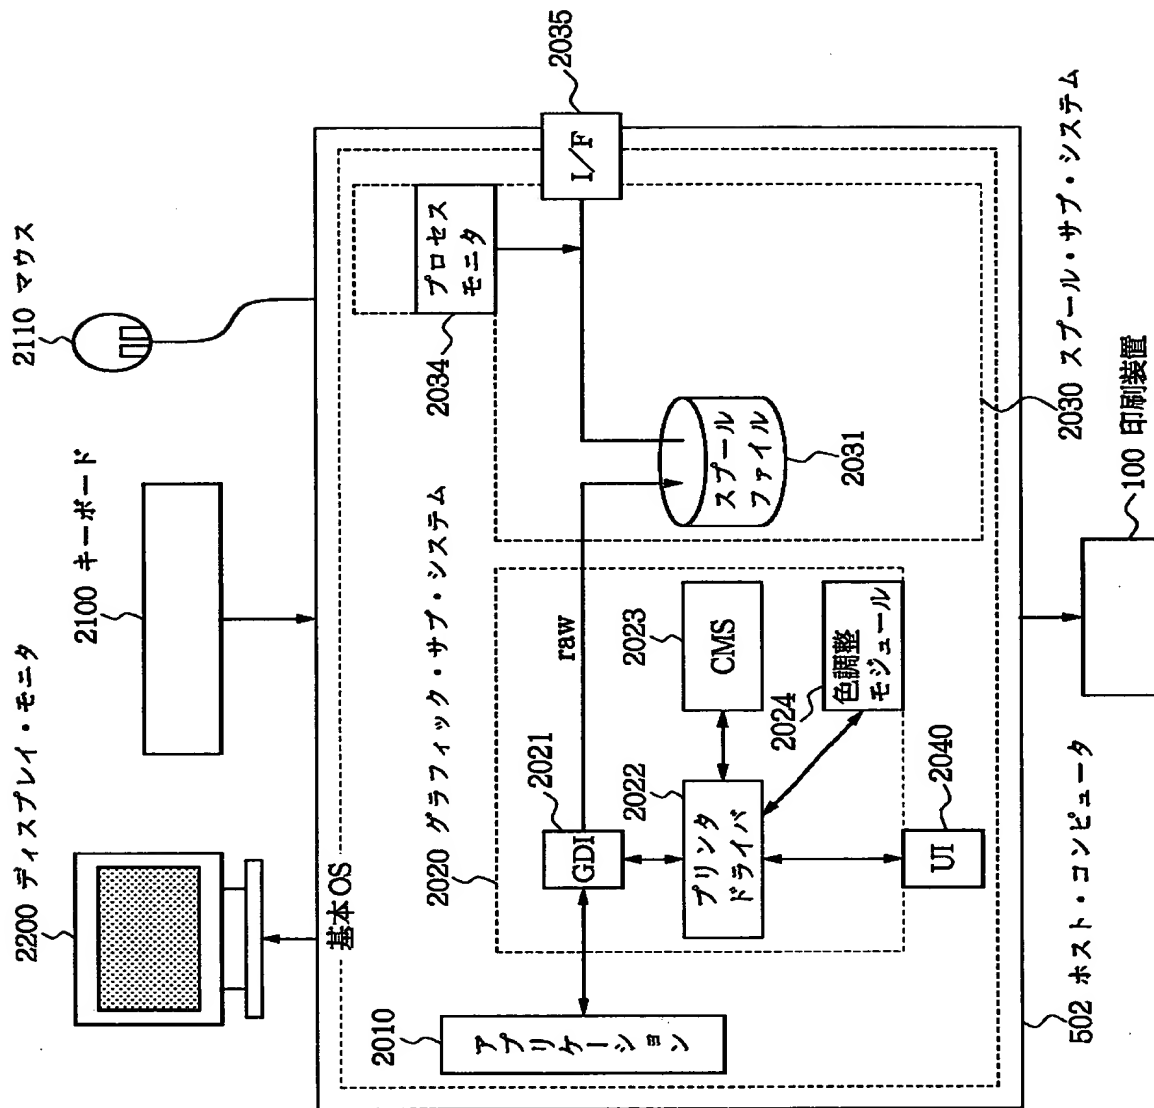 2200 ディスプレイ・モニタ
2100 キーボード
2110 マウス
基本OS
2010
アプリケーション
2020 グラフィック・サブ・システム
2021
GDI
raw
2022
プリンタ
ドライバ
2023
CMS
2024
色調整
モジュール
2040
UI
2034
プロセス
モニタ
2035
I/F
スプール
ファイル
2031
2030 スプール・サブ・システム
502 ホスト・コンピュータ
100 印刷装置